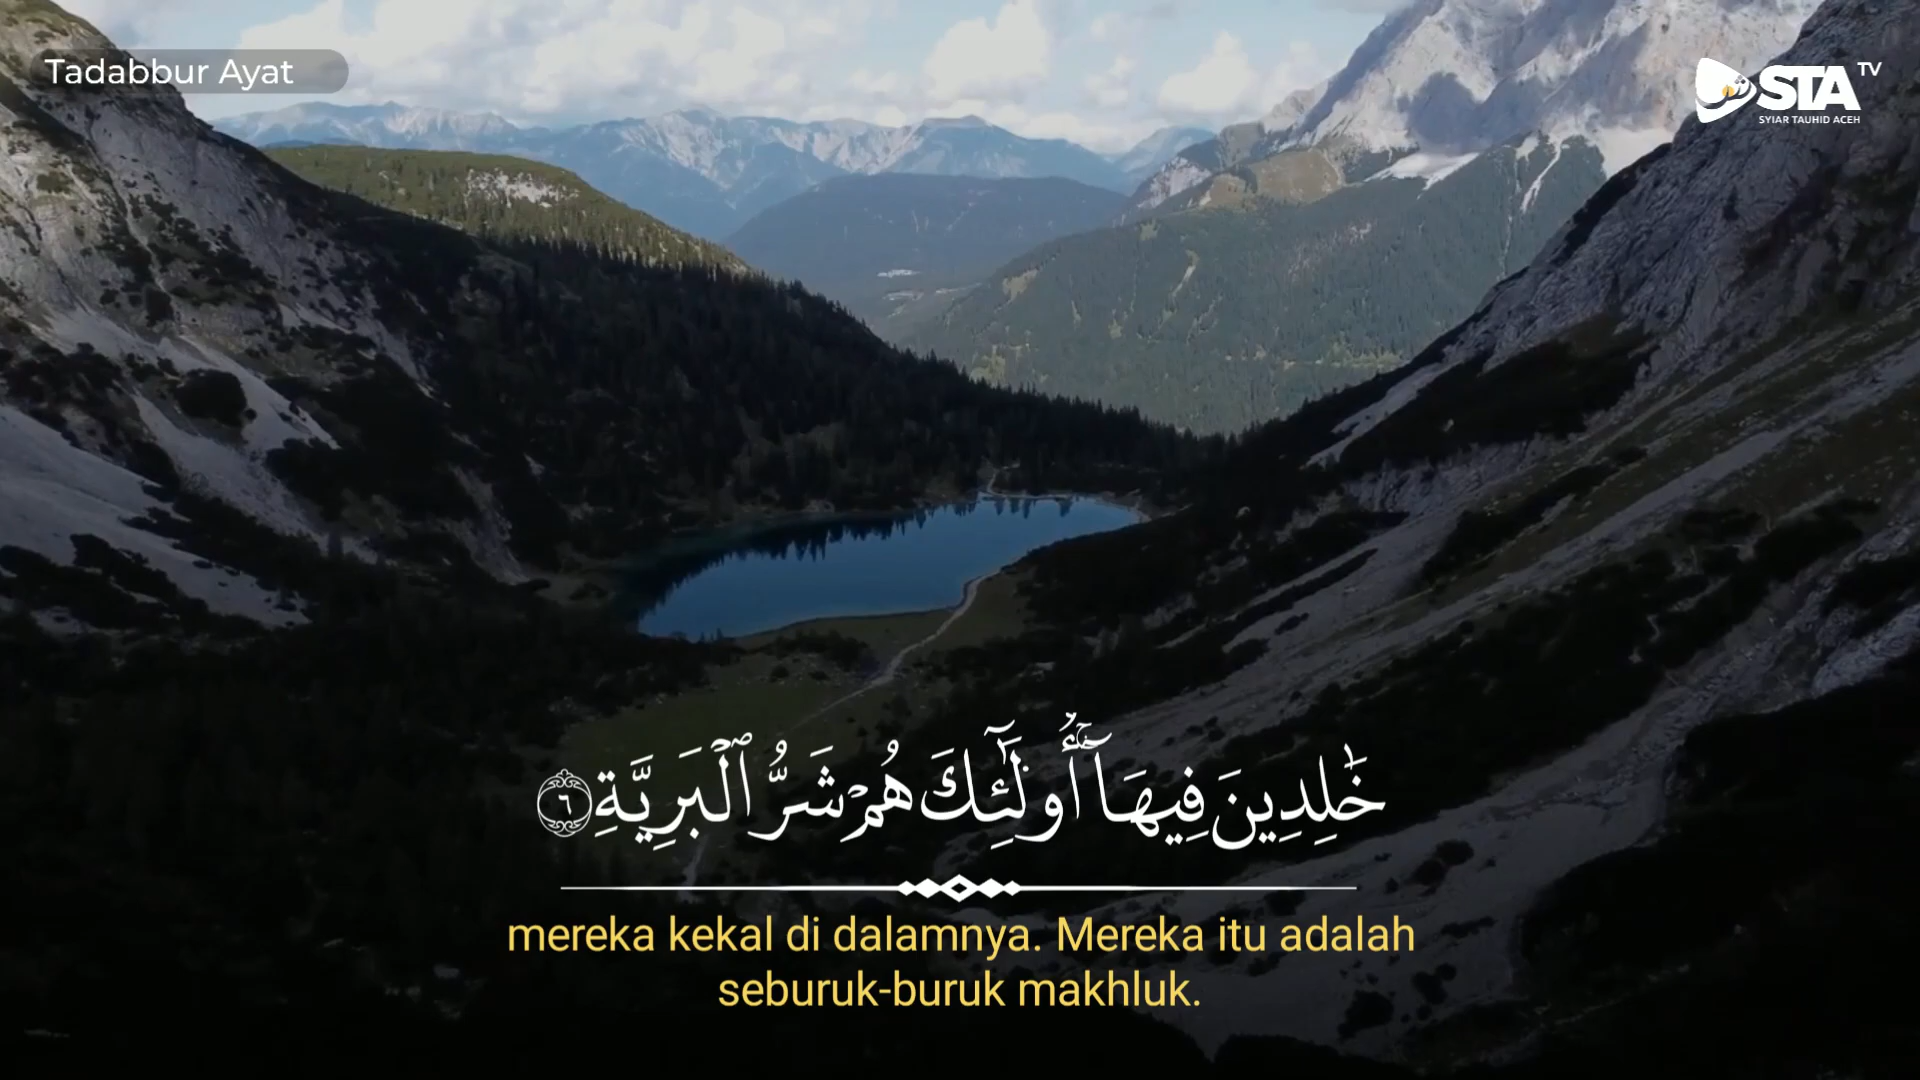 Tadabbur Ayat
STA TV
SYIAR TAUHID ACEH
خَٰلِدِينَ فِيهَآۚ أُو۟لَٰٓئِكَ هُمۡ شَرُّ ٱلۡبَرِيَّةِ ٦
mereka kekal di dalamnya. Mereka itu adalah
seburuk-buruk makhluk.